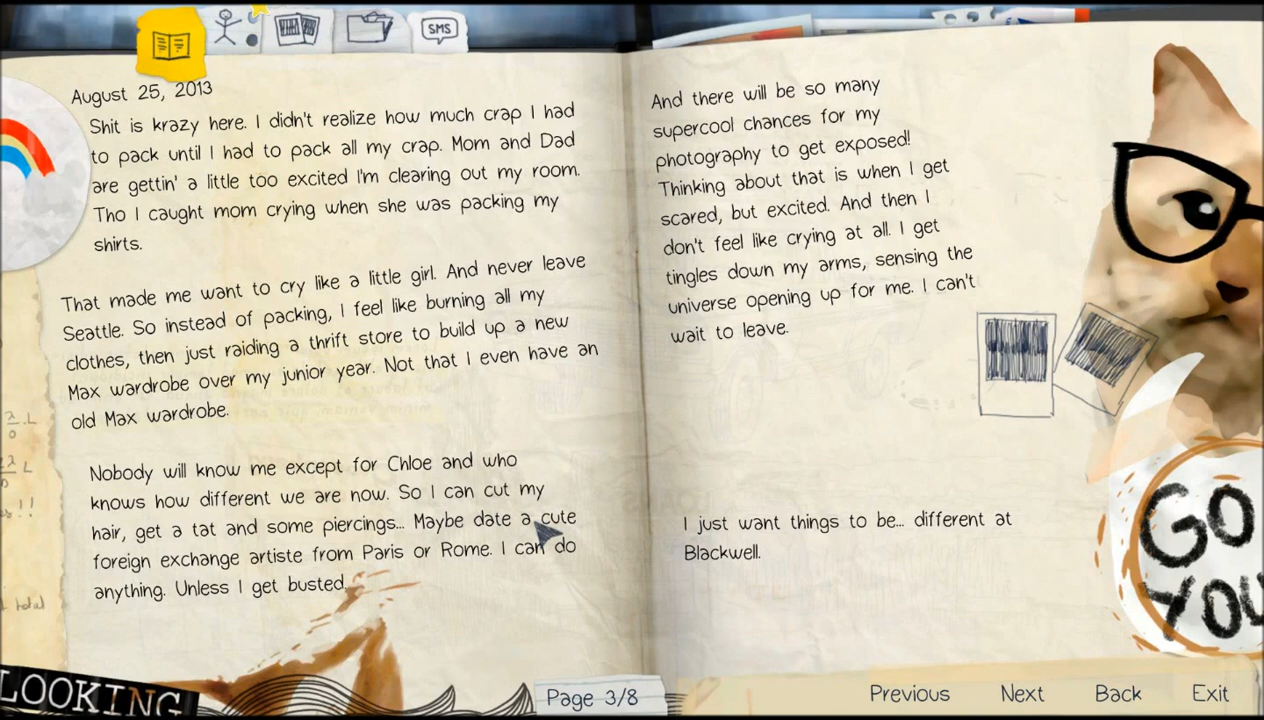 SMS
August 25, 2013
Shit is krazy here. I didn't realize how much crap I had
to pack until I had to pack all my crap. Mom and Dad
are gettin' a little too excited I'm clearing out my room.
Tho I caught mom crying when she was packing my
shirts.
That made me want to cry like a little girl. And never leave
Seattle. So instead of packing, I feel like burning all my
clothes, then just raiding a thrift store to build up a new
Max wardrobe over my junior year. Not that I even have an
old Max wardrobe.
Nobody will know me except for Chloe and who
knows how different we are now. So I can cut my
hair, get a tat and some piercings... Maybe date a cute
foreign exchange artiste from Paris or Rome. I can do
anything. Unless I get busted.
And there will be so many
supercool chances for my
photography to get exposed!
Thinking about that is when I get
scared, but excited. And then I
don't feel like crying at all. I get
tingles down my arms, sensing the
universe opening up for me. I can't
wait to leave.
I just want things to be... different at
Blackwell.
GO
YOU
LOOKING
Page 3/8
Previous Next Back Exit